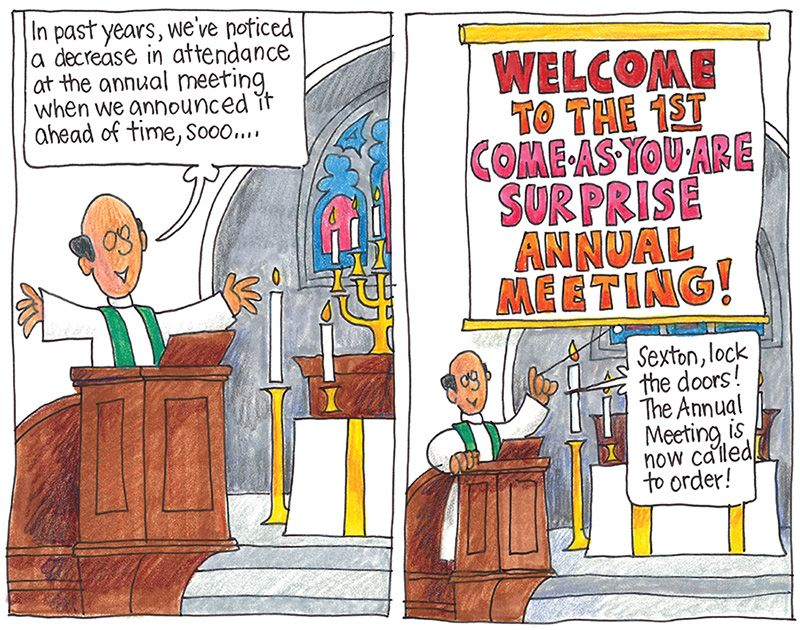 In past years, we've noticed
a decrease in attendance
at the annual meeting
when we announced it
ahead of time, sooo....
WELCOME
TO THE 1ST
COME·AS·YOU·ARE
SURPRISE
ANNUAL
MEETING!
Sexton, lock
the doors!
The Annual
Meeting is
now called
to order!